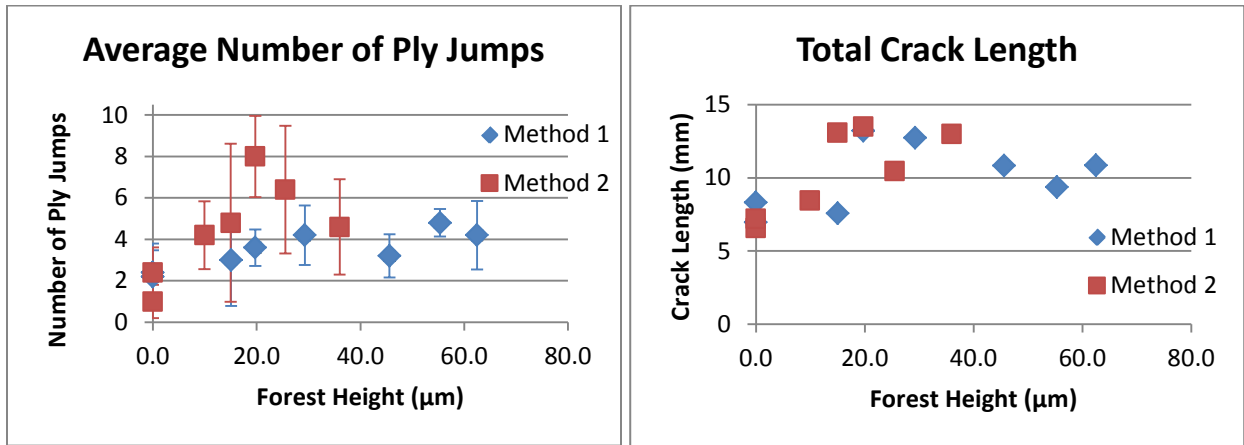 Average Number of Ply Jumps
Number of Ply Jumps
10
8
6
4
2
0
0.0 20.0 40.0 60.0 80.0
Forest Height (μm)
Method 1
Method 2
Total Crack Length
Crack Length (mm)
15
10
5
0
0.0 20.0 40.0 60.0 80.0
Forest Height (μm)
Method 1
Method 2